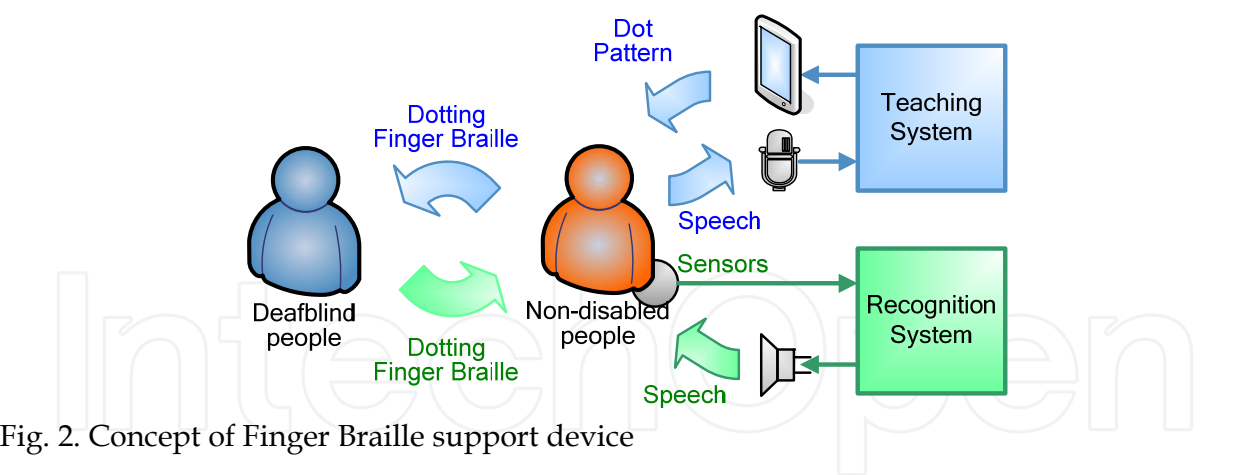 Dot
Pattern
Dotting
Finger Braille
Teaching
System
Speech
Sensors
Deafblind
people
Non-disabled
people
Recognition
System
Dotting
Finger Braille
Speech
IntechOpen
Fig. 2. Concept of Finger Braille support device